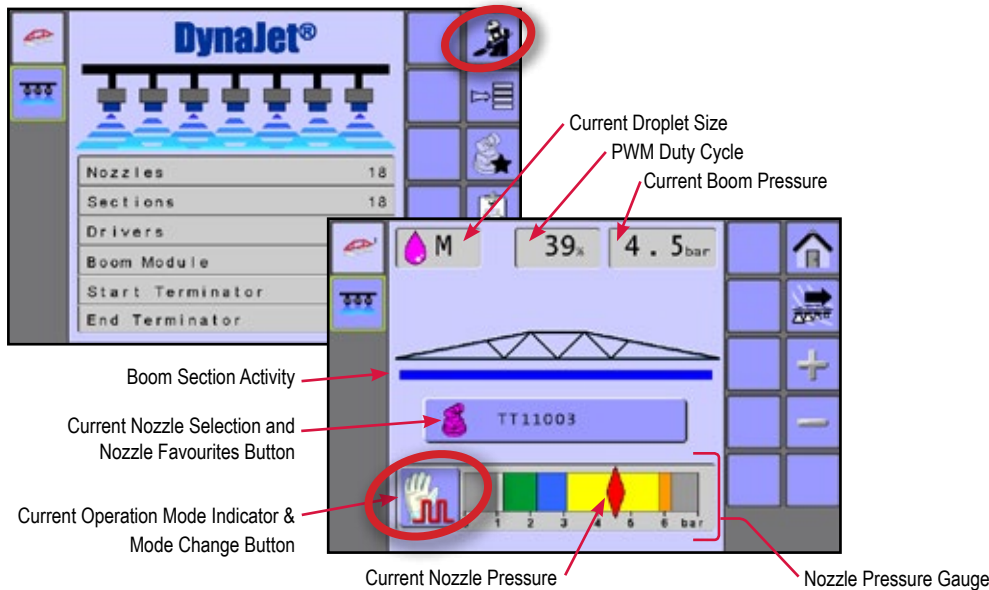 DynaJet®
Nozzles 18
Sections 18
Drivers
Boom Module
Start Terminator
End Terminator
Current Droplet Size
PWM Duty Cycle
Current Boom Pressure
M 39% 4.5bar
Boom Section Activity
Current Nozzle Selection and
Nozzle Favourites Button
TT11003
Current Operation Mode Indicator &
Mode Change Button
1 2 3 4 5 6 bar
Current Nozzle Pressure
Nozzle Pressure Gauge